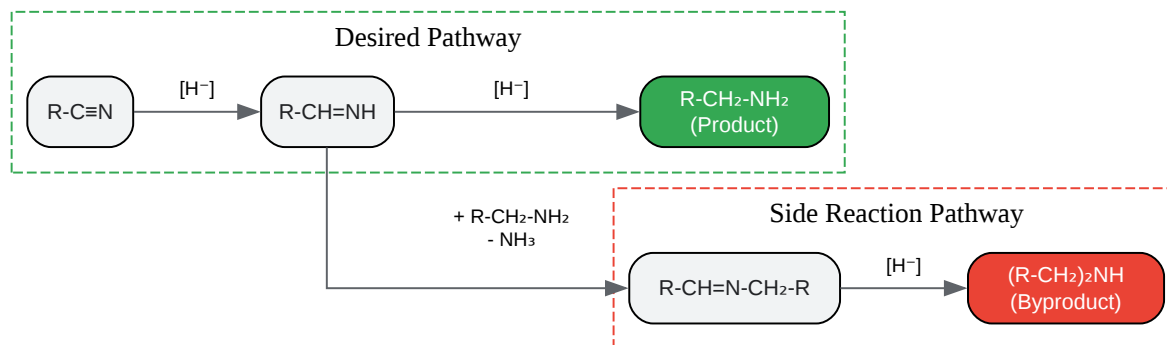 Desired Pathway
R-C≡N
[H⁻]
R-CH=NH
[H⁻]
R-CH₂-NH₂
(Product)
+ R-CH₂-NH₂
- NH₃
Side Reaction Pathway
R-CH=N-CH₂-R
[H⁻]
(R-CH₂)₂NH
(Byproduct)